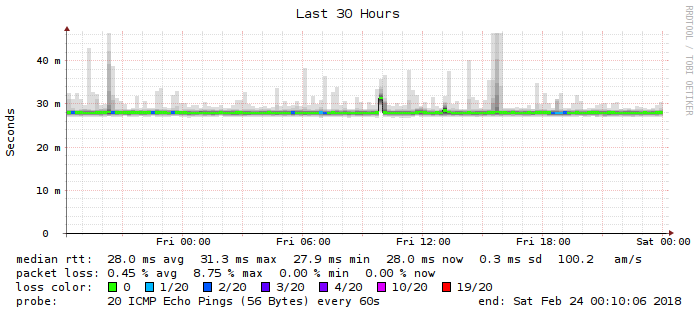 Last 30 Hours
RRDTOOL / TOBI OETIKER
Seconds
40 m
30 m
20 m
10 m
0
Fri 00:00 Fri 06:00 Fri 12:00 Fri 18:00 Sat 00:00
median rtt: 28.0 ms avg 31.3 ms max 27.9 ms min 28.0 ms now 0.3 ms sd 100.2 am/s
packet loss: 0.45 % avg 8.75 % max 0.00 % min 0.00 % now
loss color: 0 1/20 2/20 3/20 4/20 10/20 19/20
probe: 20 ICMP Echo Pings (56 Bytes) every 60s end: Sat Feb 24 00:10:06 2018